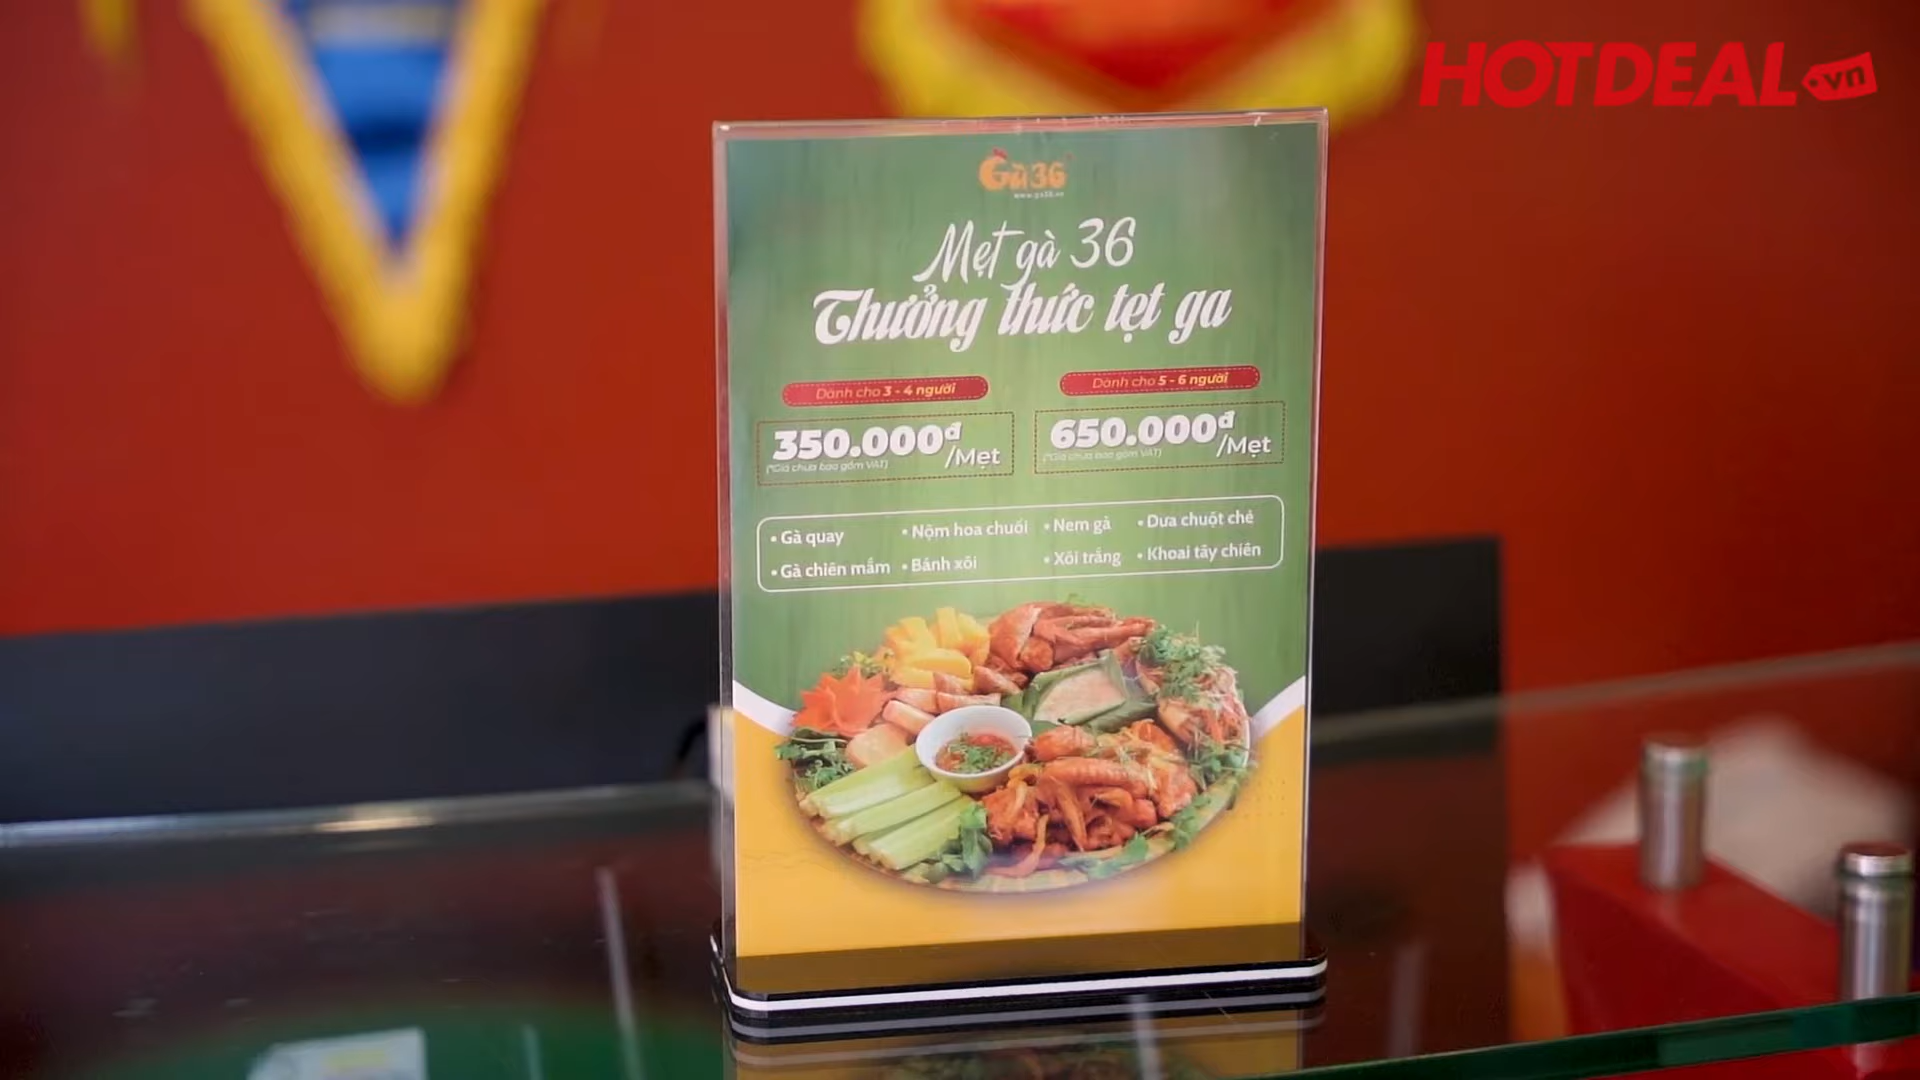 HOTDEAL.vn
Gà36
www.ga36.vn
Mẹt gà 36
Thưởng thức tẹt ga
Dành cho 3 - 4 người
Dành cho 5 - 6 người
350.000đ/Mẹt
(*Giá chưa bao gồm VAT)
650.000đ/Mẹt
(*Giá chưa bao gồm VAT)
• Gà quay • Nộm hoa chuối • Nem gà • Dưa chuột chẻ
• Gà chiên mắm • Bánh xôi • Xôi trắng • Khoai tây chiên